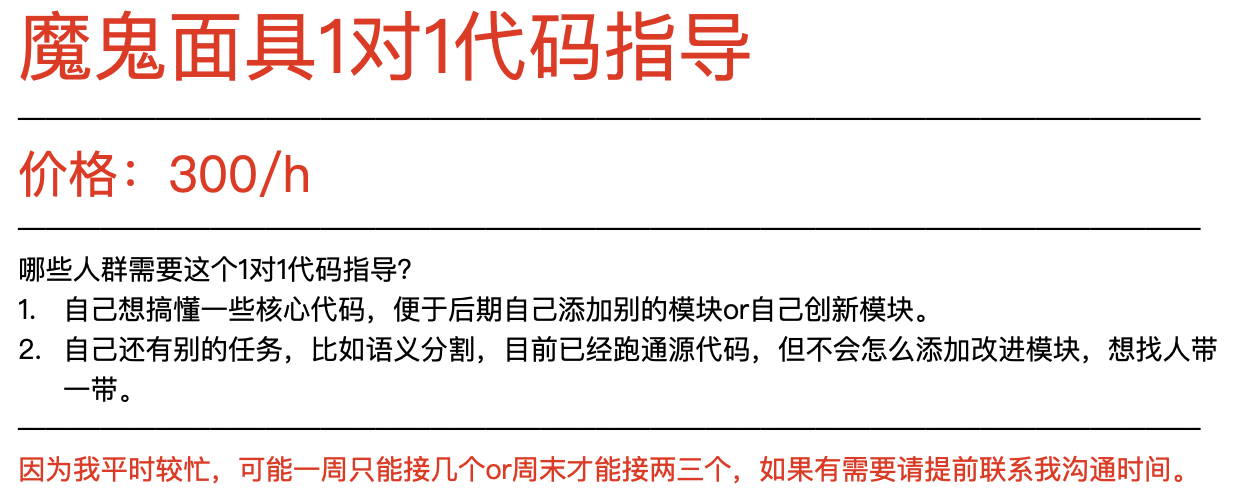 魔鬼面具1对1代码指导
价格：300/h
哪些人群需要这个1对1代码指导？
1. 自己想搞懂一些核心代码，便于后期自己添加别的模块or自己创新模块。
2. 自己还有别的任务，比如语义分割，目前已经跑通源代码，但不会怎么添加改进模块，想找人带
一带。
因为我平时较忙，可能一周只能接几个or周末才能接两三个，如果有需要请提前联系我沟通时间。